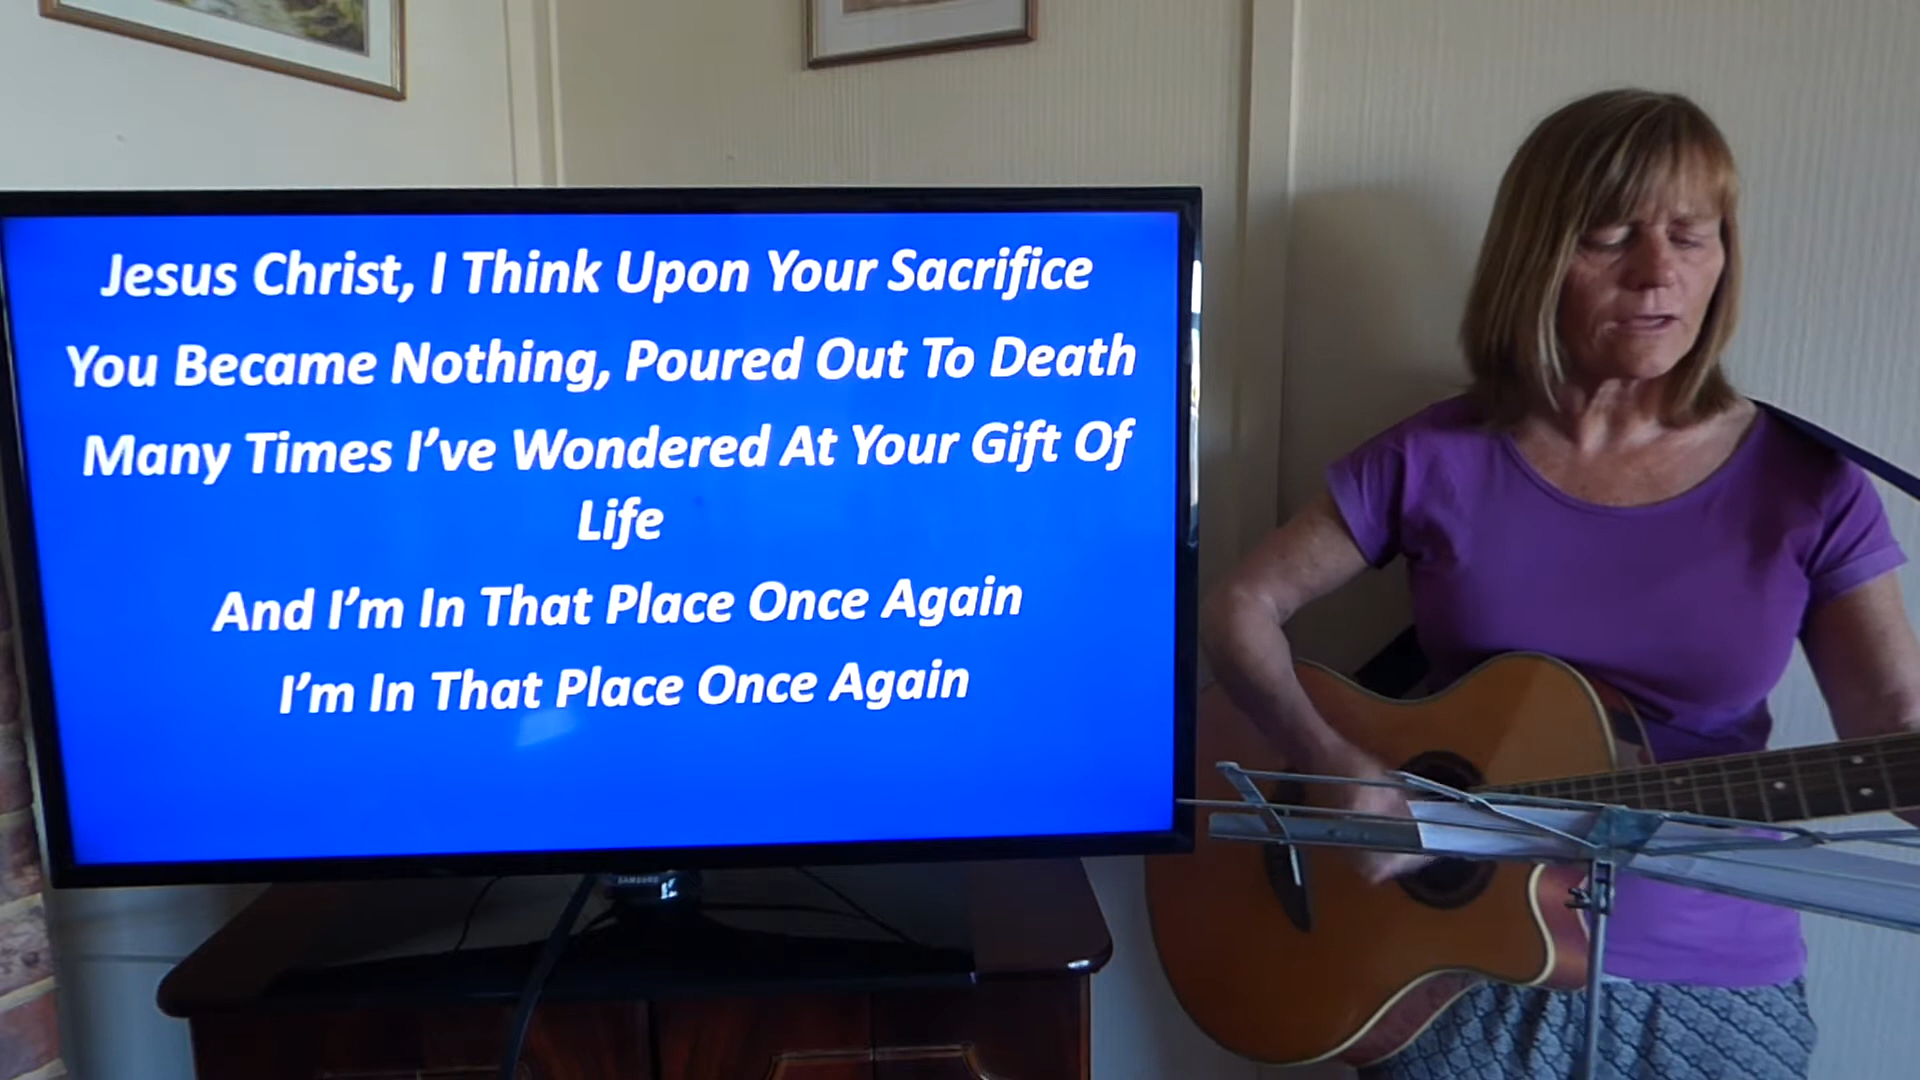 Jesus Christ, I Think Upon Your Sacrifice
You Became Nothing, Poured Out To Death
Many Times I’ve Wondered At Your Gift Of
Life
And I’m In That Place Once Again
I’m In That Place Once Again
SAMSUNG